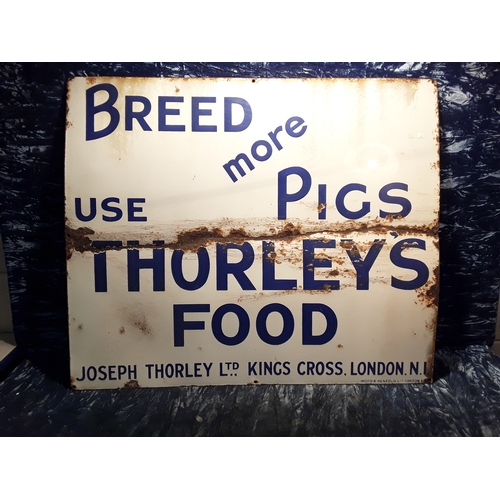 BREED
more
PIGS
USE
THORLEY'S
FOOD
JOSEPH THORLEY LTD. KINGS CROSS, LONDON. N.1